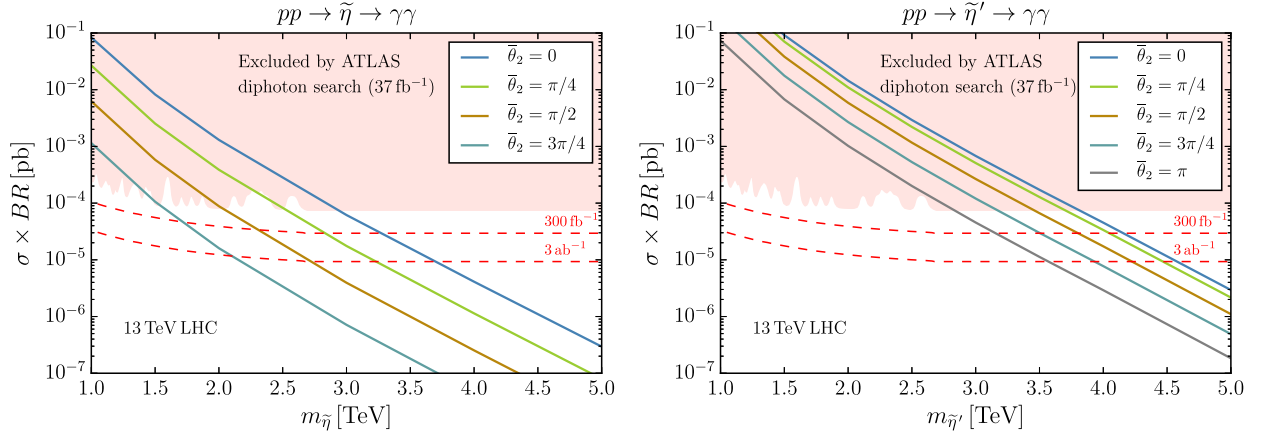 pp → η̃ → γγ
Excluded by ATLAS
diphoton search (37 fb⁻¹)
θ̅₂ = 0
θ̅₂ = π/4
θ̅₂ = π/2
θ̅₂ = 3π/4
300 fb⁻¹
3 ab⁻¹
13 TeV LHC
10⁻¹
10⁻²
10⁻³
10⁻⁴
10⁻⁵
10⁻⁶
10⁻⁷
σ × BR [pb]
1.0 1.5 2.0 2.5 3.0 3.5 4.0 4.5 5.0
m_η̃ [TeV]
pp → η̃′ → γγ
Excluded by ATLAS
diphoton search (37 fb⁻¹)
θ̅₂ = 0
θ̅₂ = π/4
θ̅₂ = π/2
θ̅₂ = 3π/4
θ̅₂ = π
300 fb⁻¹
3 ab⁻¹
13 TeV LHC
10⁻¹
10⁻²
10⁻³
10⁻⁴
10⁻⁵
10⁻⁶
10⁻⁷
σ × BR [pb]
1.0 1.5 2.0 2.5 3.0 3.5 4.0 4.5 5.0
m_η̃′ [TeV]